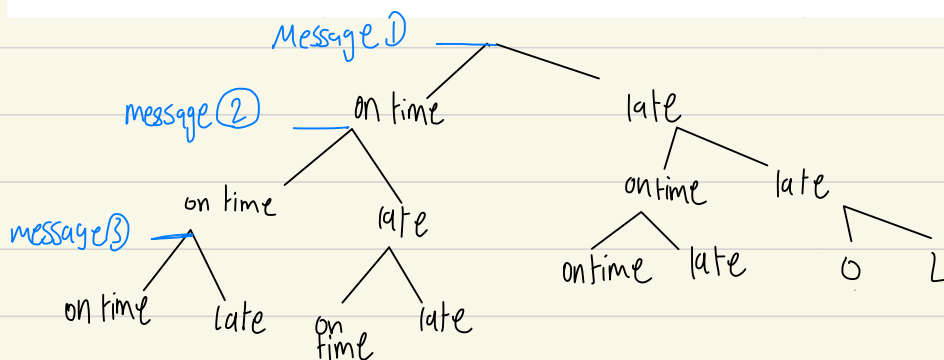 Message ①
on time late
message ②
on time late
on time late
message ③
on time late
on time late
on time late
O L